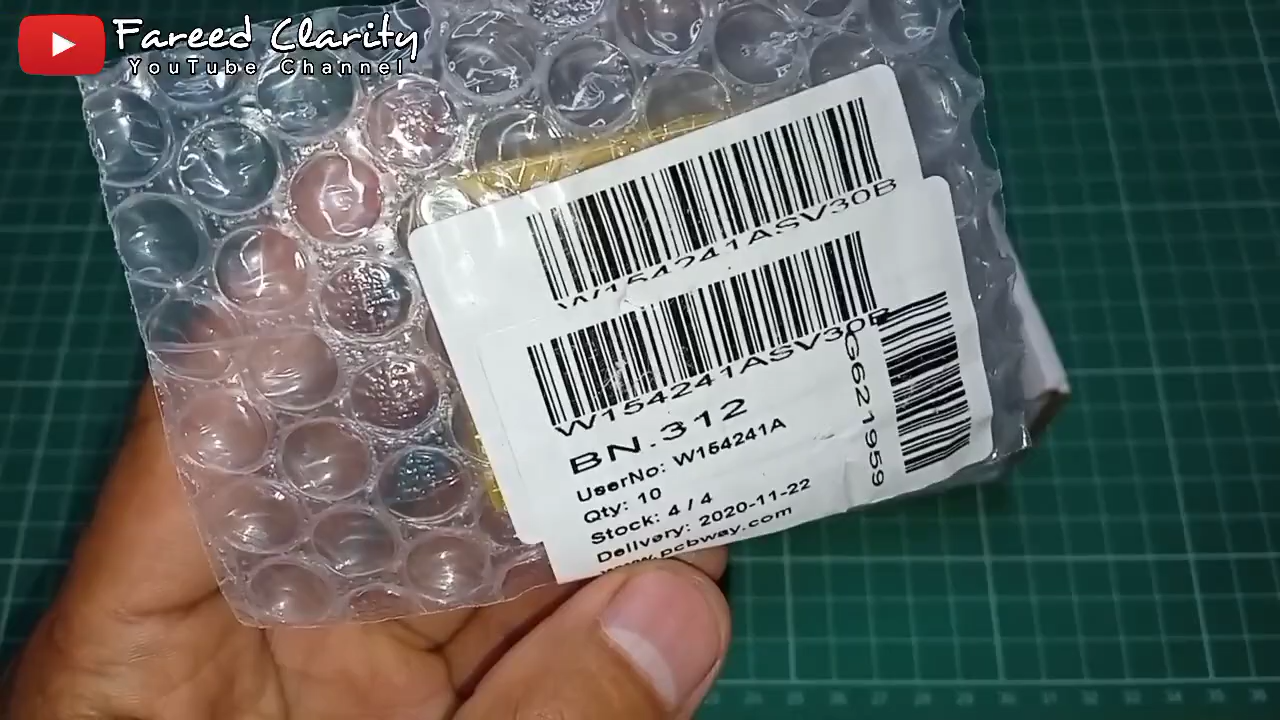 Fareed Clarity
YouTube Channel
W154241ASV30B
W154241ASV30B
BN.312
UserNo: W154241A
Qty: 10
Stock: 4 / 4
Delivery: 2020-11-22
www.pcbway.com
G621959